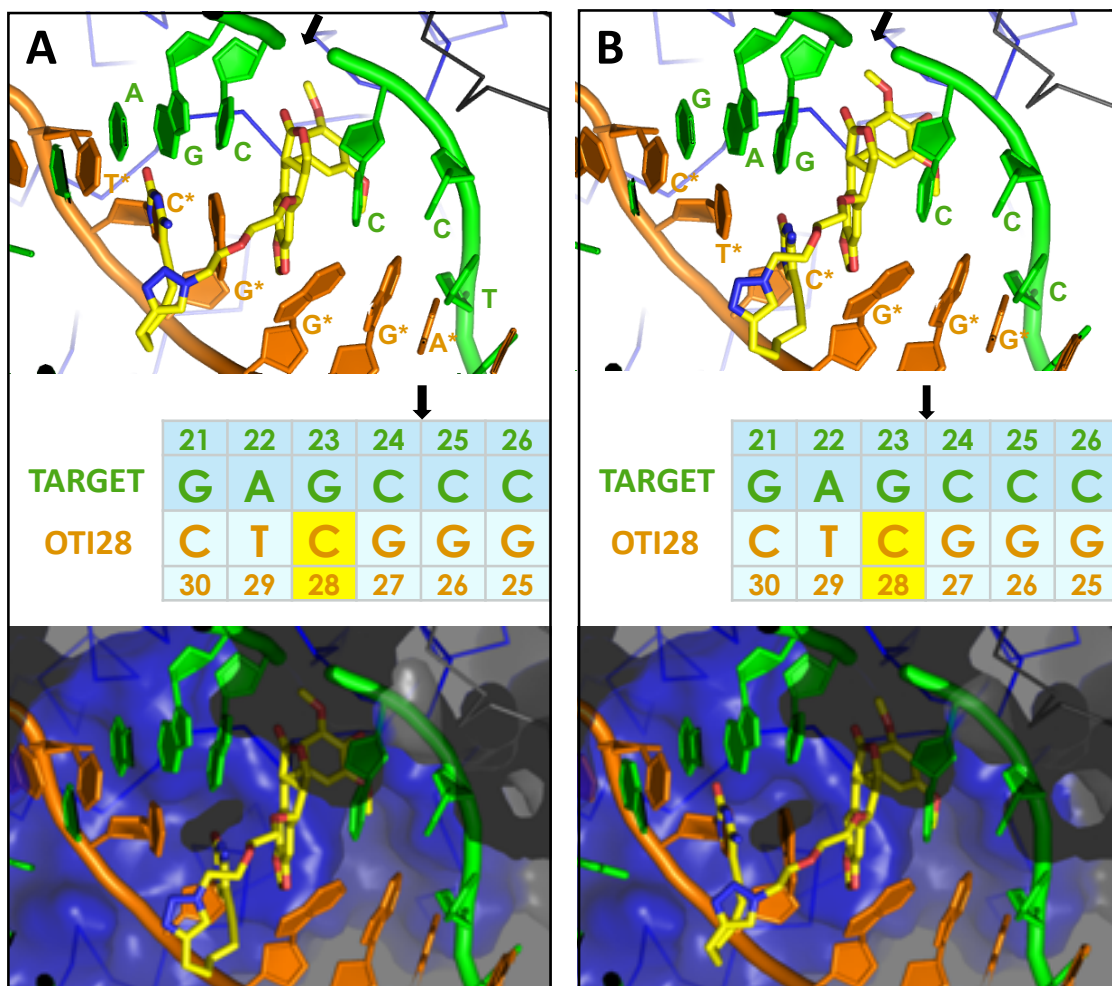 A
A
G
C
T*
C*
C
C
G*
T
G*
G*
A*
21 22 23 24 25 26
TARGET G A G C C C
OTI28 C T C G G G
30 29 28 27 26 25
B
G
A
G
C*
C
C
T*
C*
C
G*
G*
G*
21 22 23 24 25 26
TARGET G A G C C C
OTI28 C T C G G G
30 29 28 27 26 25